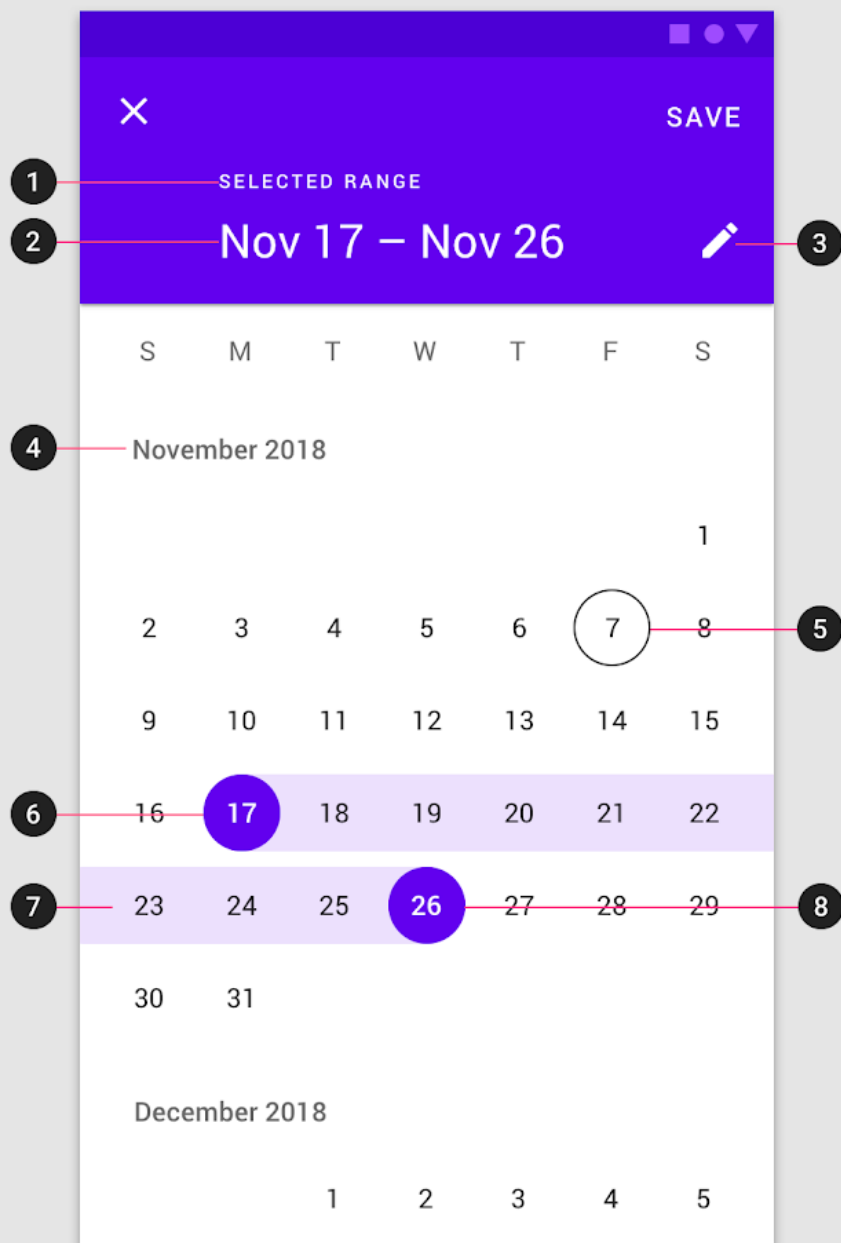 SAVE
1 SELECTED RANGE
2 Nov 17 – Nov 26 3
S M T W T F S
4 November 2018
1
2 3 4 5 6 7 8 5
9 10 11 12 13 14 15
6 16 17 18 19 20 21 22
7 23 24 25 26 27 28 29 8
30 31
December 2018
1 2 3 4 5